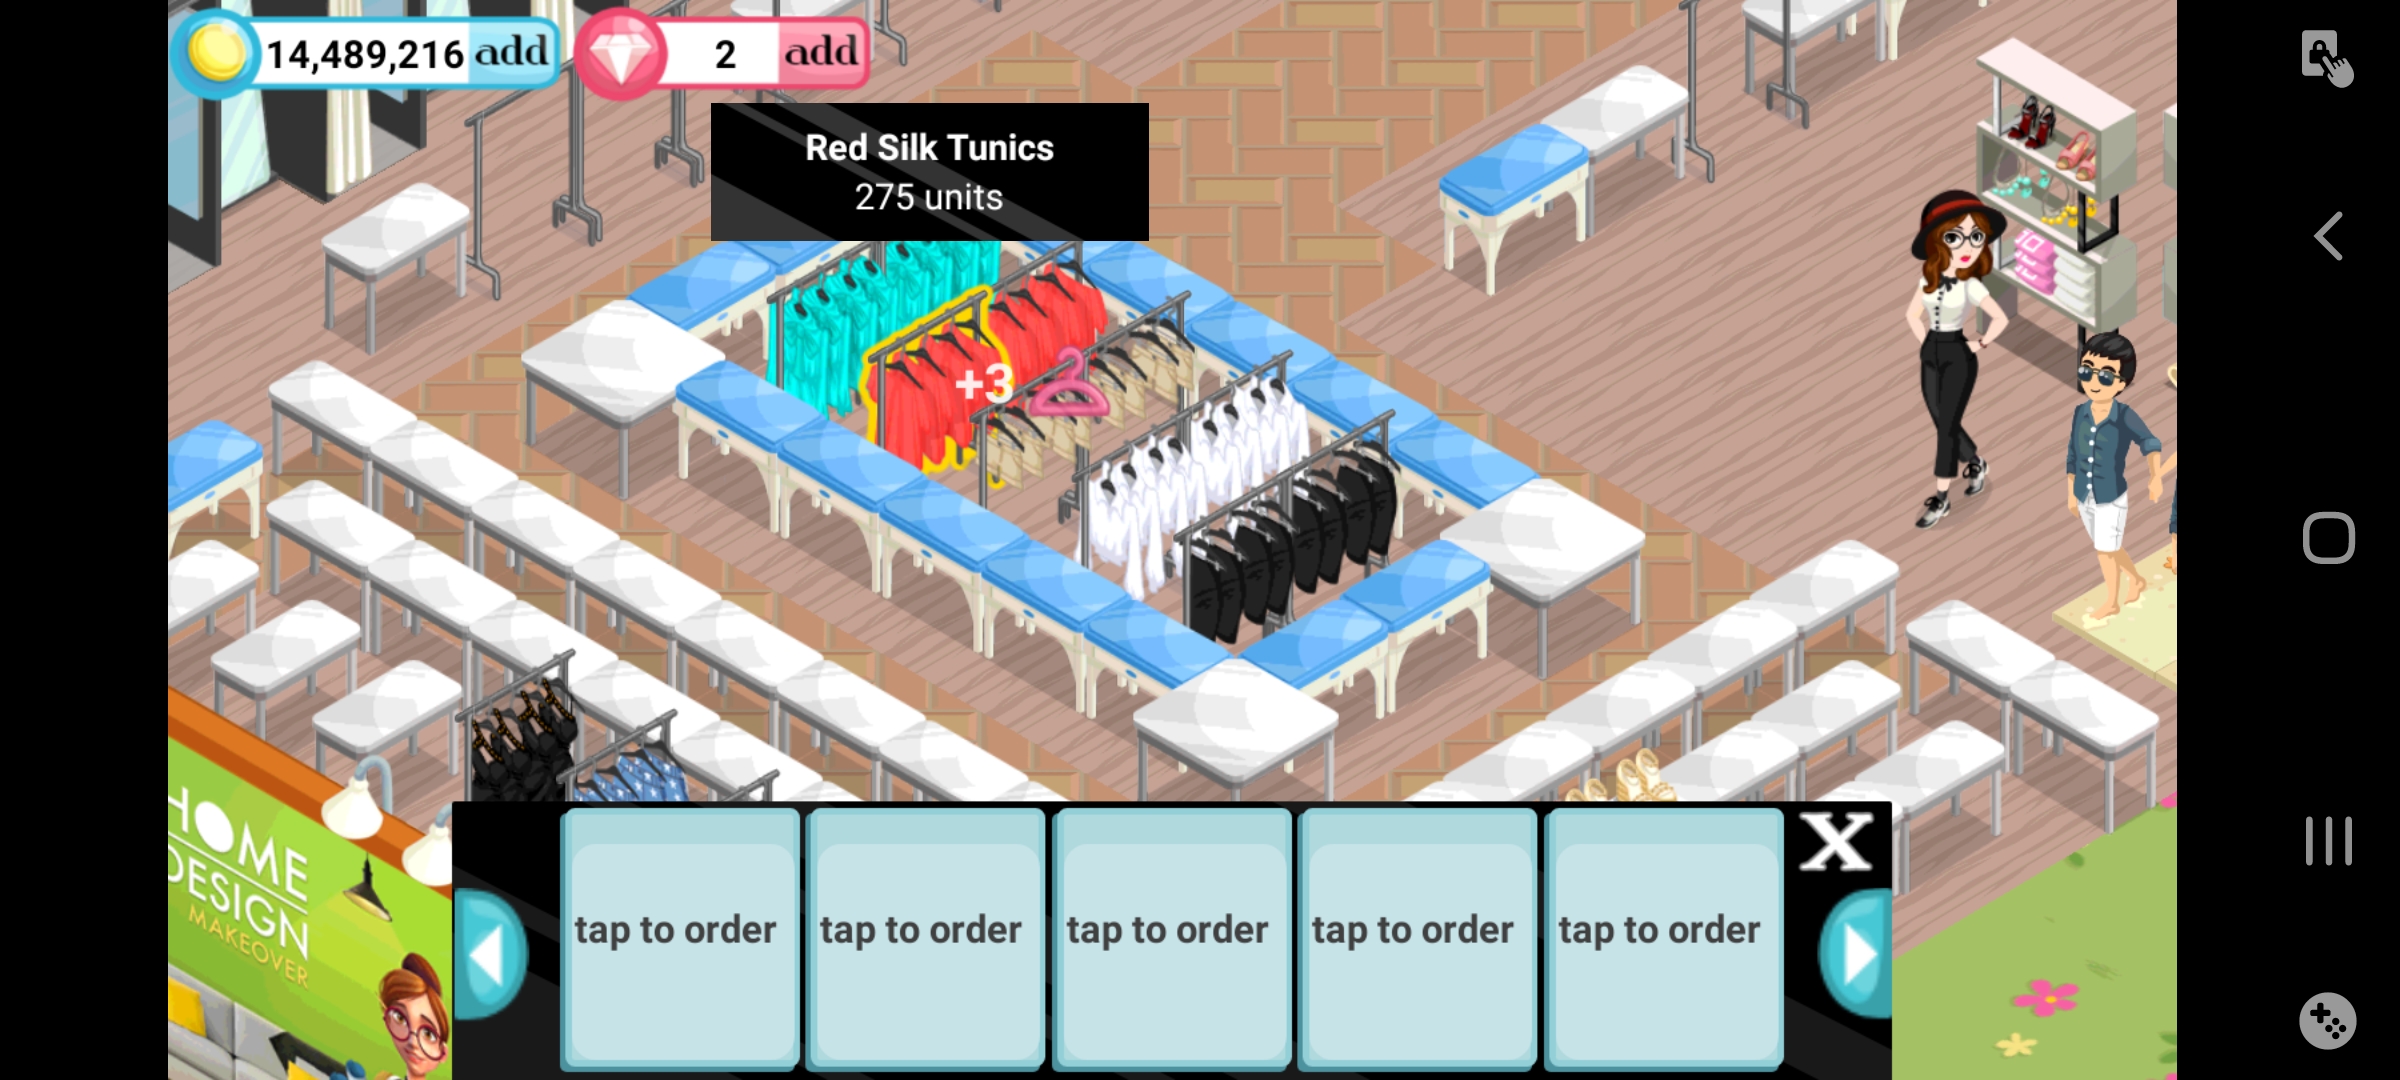 14,489,216 add 2 add
Red Silk Tunics
275 units
+3
HOME
DESIGN
MAKEOVER
X
tap to order tap to order tap to order tap to order tap to order